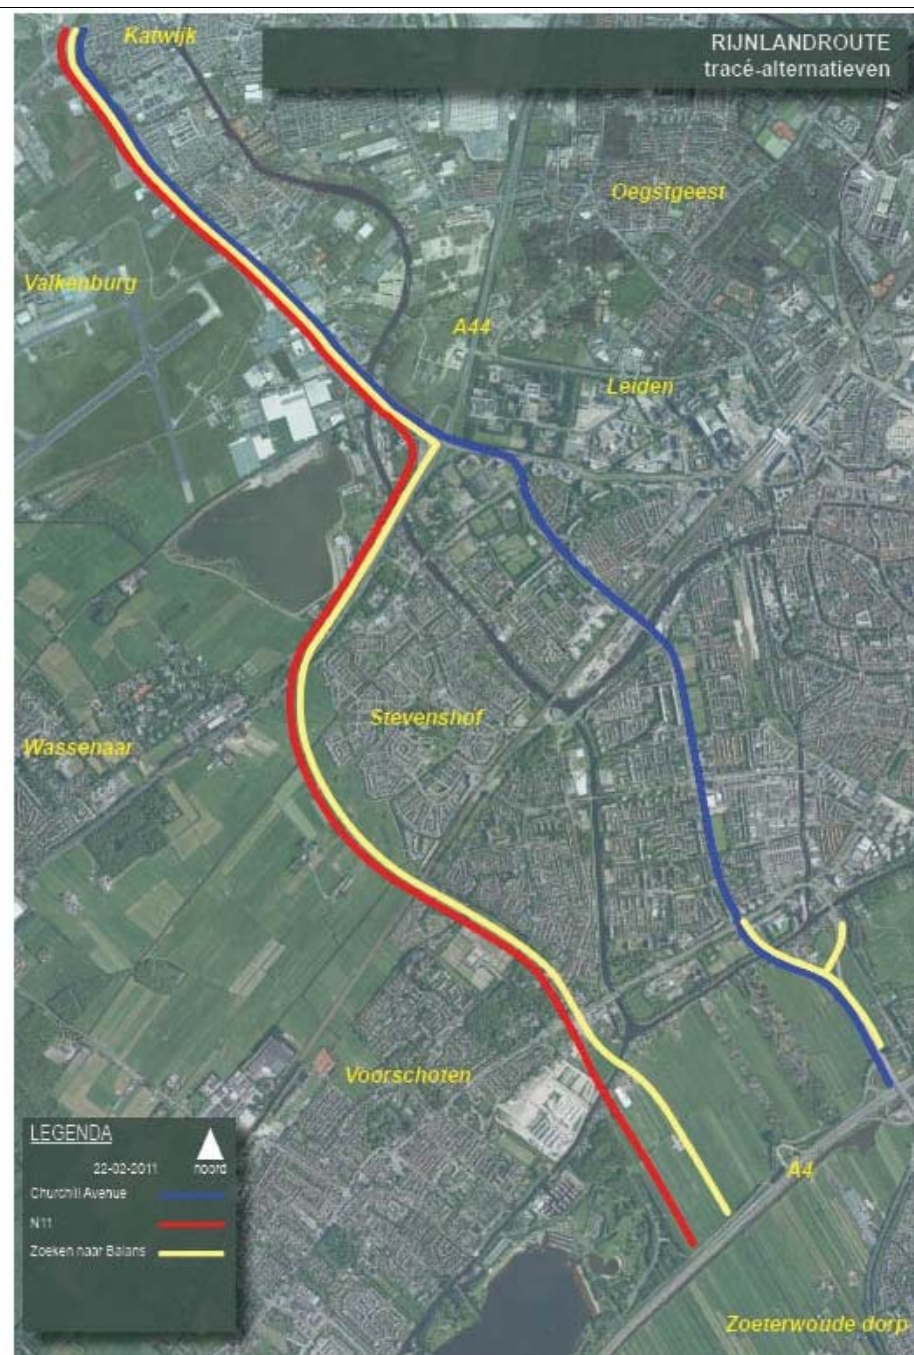 RIJNLANDROUTE
tracé-alternatieven
Katwijk
Oegstgeest
Valkenburg
A44
Leiden
Stevenshof
Wassenaar
Voorschoten
A4
Zoeterwoude dorp
LEGENDA
22-02-2011 noord
Churchill Avenue
N11
Zoeken naar Balans